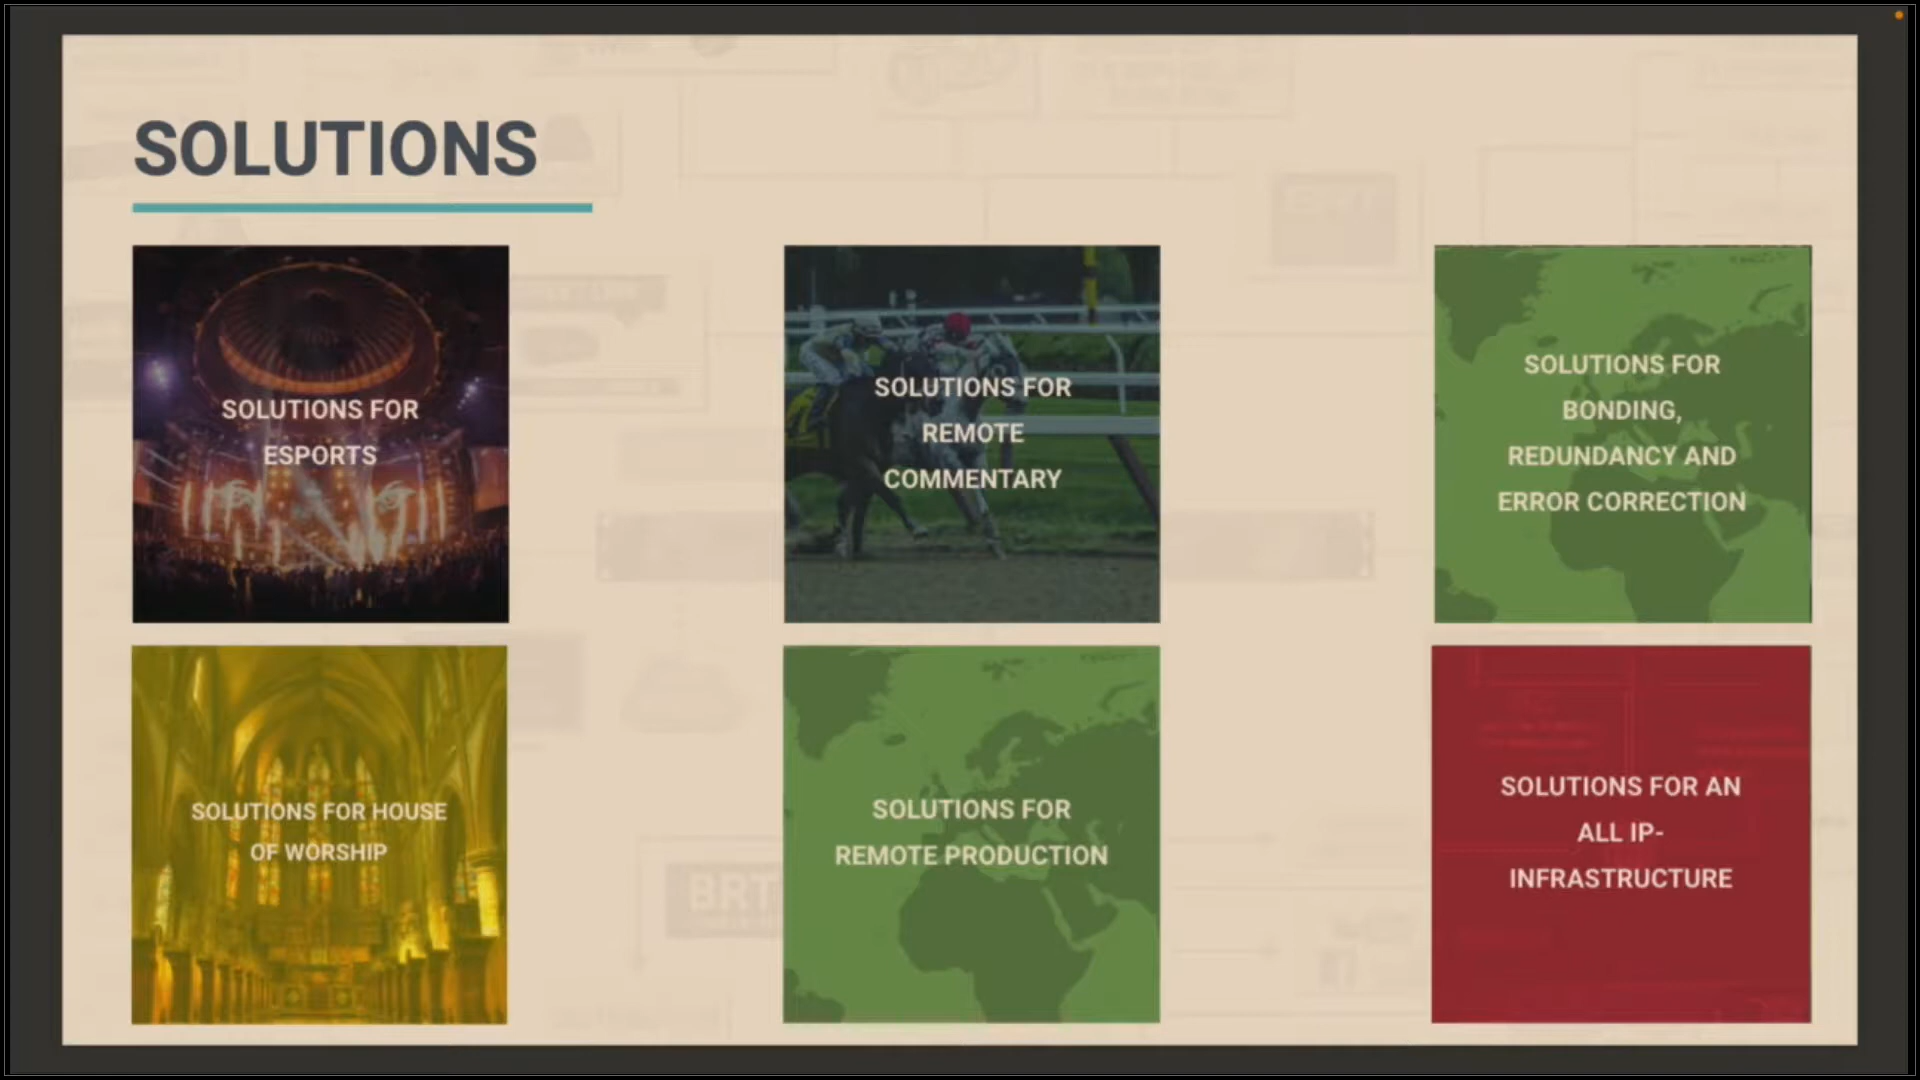 SOLUTIONS
SOLUTIONS FOR
ESPORTS
SOLUTIONS FOR
REMOTE
COMMENTARY
SOLUTIONS FOR
BONDING,
REDUNDANCY AND
ERROR CORRECTION
SOLUTIONS FOR HOUSE
OF WORSHIP
SOLUTIONS FOR
REMOTE PRODUCTION
SOLUTIONS FOR AN
ALL IP-
INFRASTRUCTURE